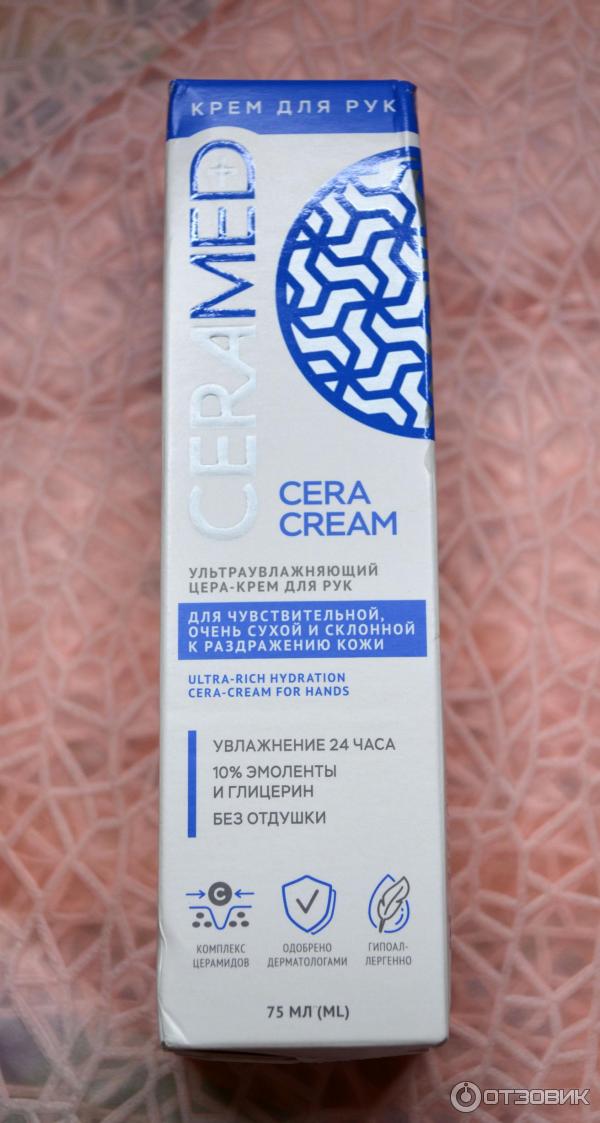 КРЕМ ДЛЯ РУК
CERAMED
CERA
CREAM
УЛЬТРАУВЛАЖНЯЮЩИЙ
ЦЕРА-КРЕМ ДЛЯ РУК
ДЛЯ ЧУВСТВИТЕЛЬНОЙ,
ОЧЕНЬ СУХОЙ И СКЛОННОЙ
К РАЗДРАЖЕНИЮ КОЖИ
ULTRA-RICH HYDRATION
CERA-CREAM FOR HANDS
УВЛАЖНЕНИЕ 24 ЧАСА
10% ЭМОЛЕНТЫ
И ГЛИЦЕРИН
БЕЗ ОТДУШКИ
C
КОМПЛЕКС
ЦЕРАМИДОВ
ОДОБРЕНО
ДЕРМАТОЛОГАМИ
ГИПОАЛ-
ЛЕРГЕННО
75 МЛ (ML)
ОТЗОВИК